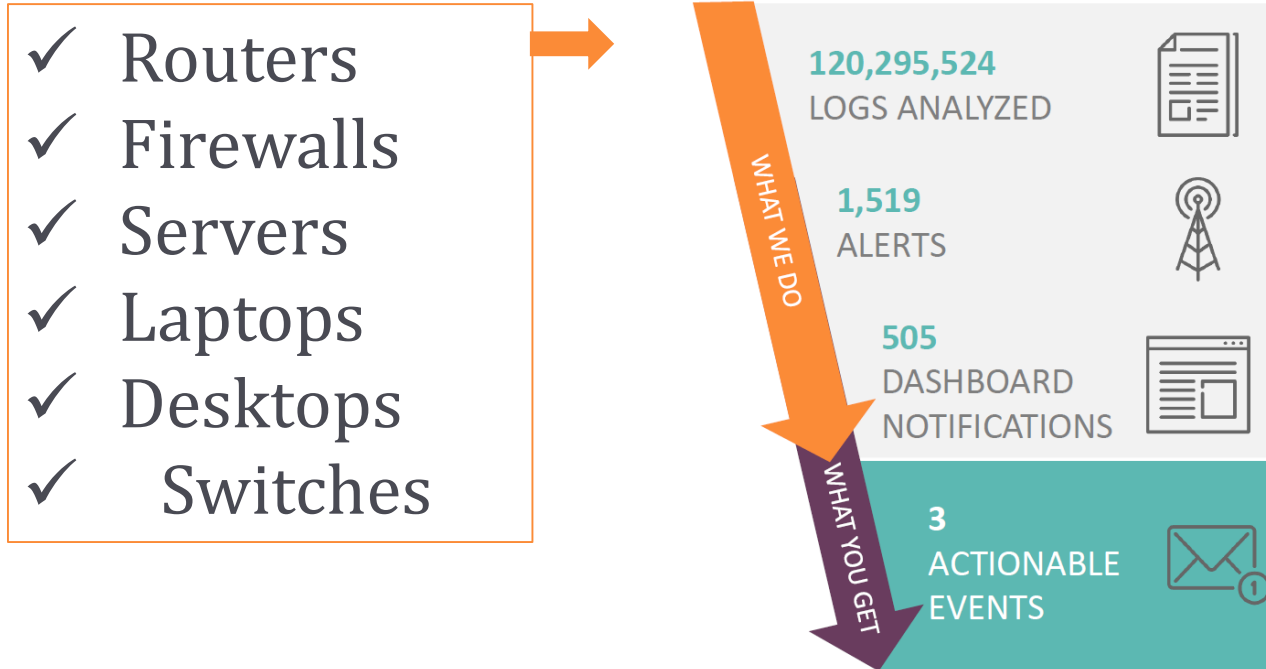 ✓ Routers
✓ Firewalls
✓ Servers
✓ Laptops
✓ Desktops
✓ Switches
120,295,524
LOGS ANALYZED
WHAT WE DO
1,519
ALERTS
505
DASHBOARD
NOTIFICATIONS
WHAT YOU GET
3
ACTIONABLE
EVENTS
1